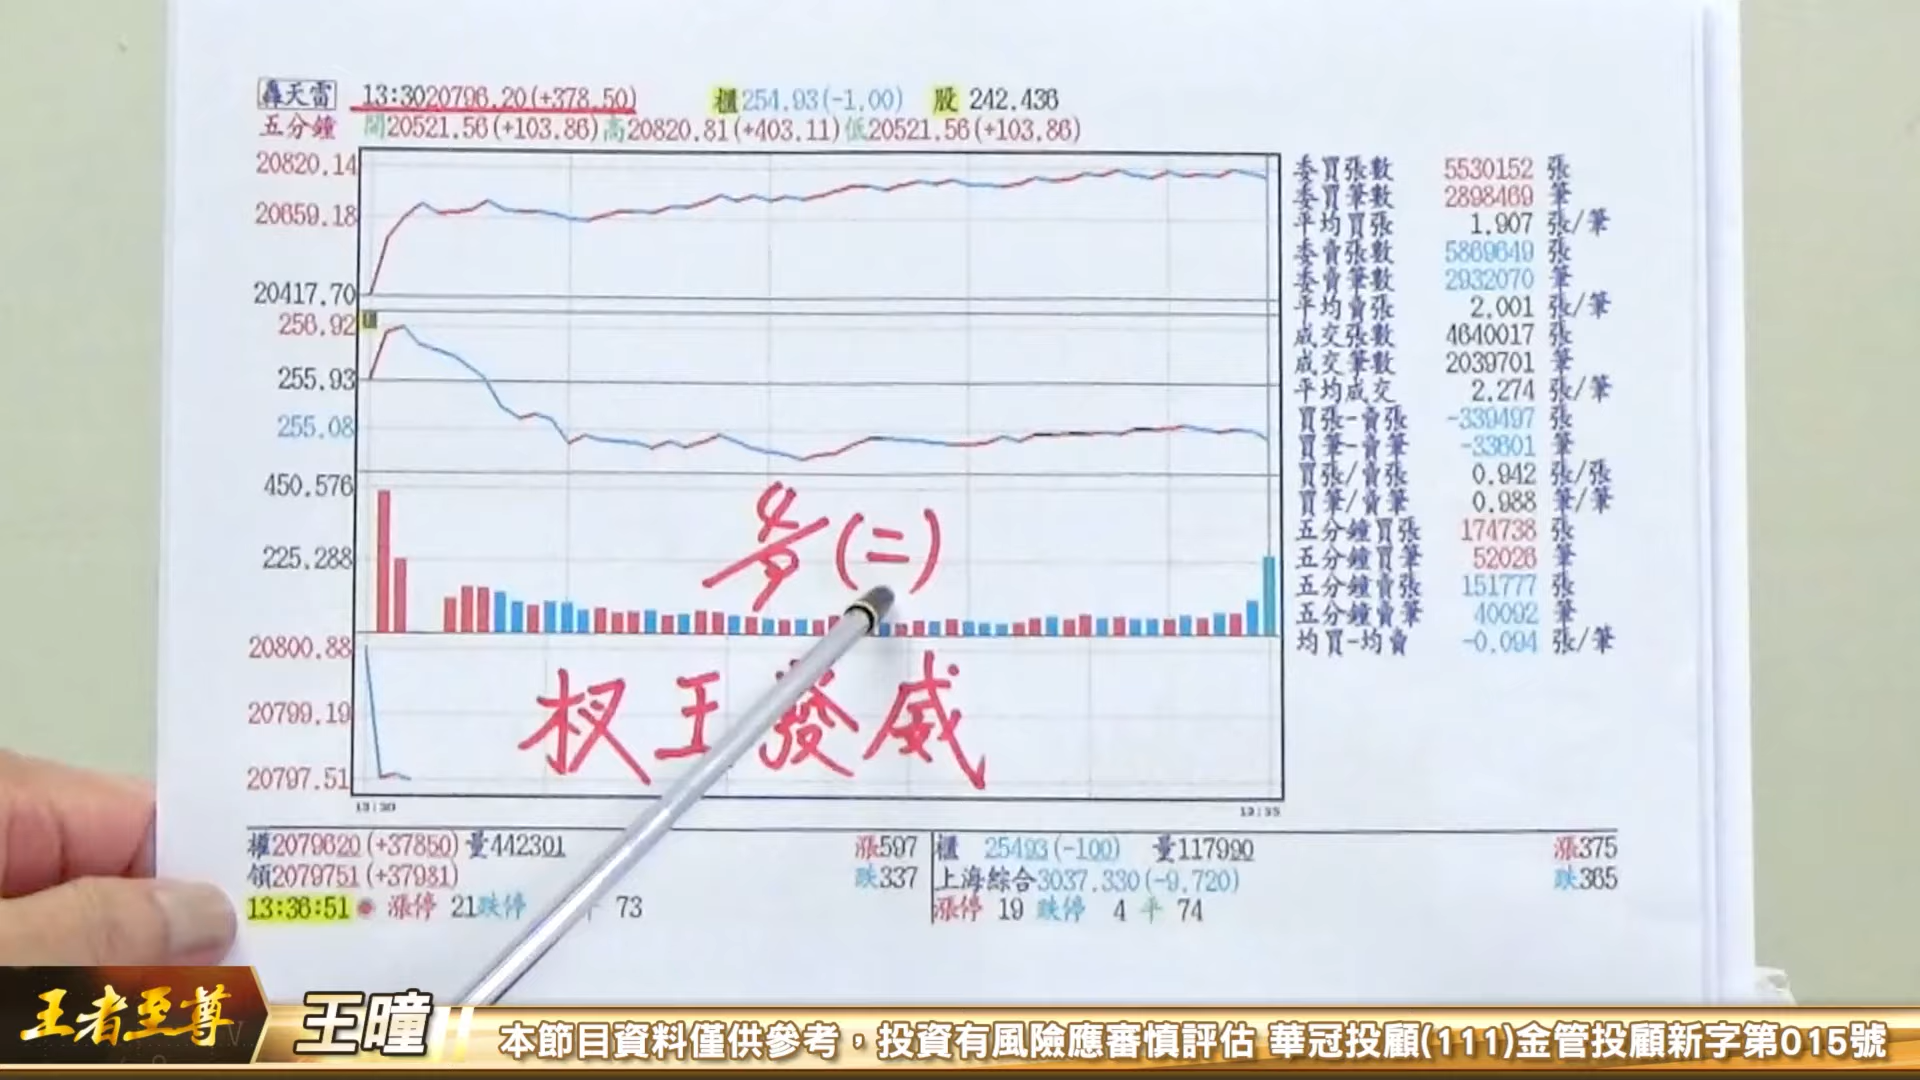 轟天雷 13:30 20796.20(+378.50) 櫃254.93(-1.00) 股 242.436
五分鐘 開20521.56(+103.86)高20820.81(+403.11)低20521.56(+103.86)
20820.14
20659.18
20417.70
256.92
255.93
255.08
450.576
225.288
20800.88
20799.19
20797.51
4/9(二)
权王發威
13:30
13:35
委買張數 5530152 張
委買筆數 2898469 筆
平均買張 1.907 張/筆
委賣張數 5869649 張
委賣筆數 2932070 筆
平均賣張 2.001 張/筆
成交張數 4640017 張
成交筆數 2039701 筆
平均成交 2.274 張/筆
買張-賣張 -339497 張
買筆-賣筆 -33601 筆
買張/賣張 0.942 張/張
買筆/賣筆 0.988 筆/筆
五分鐘買張 174738 張
五分鐘買筆 52026 筆
五分鐘賣張 151777 張
五分鐘賣筆 40092 筆
均買-均賣 -0.094 張/筆
權2079620(+37850)量442301 漲597
領2079751(+37981) 跌337
13:36:51 漲停 21跌停 73
櫃 25493(-100) 量117990 漲375
上海綜合3037.330(-9.720) 跌365
漲停 19 跌停 4 平 74
王者至尊
王曈
本節目資料僅供參考，投資有風險應審慎評估 華冠投顧(111)金管投顧新字第015號